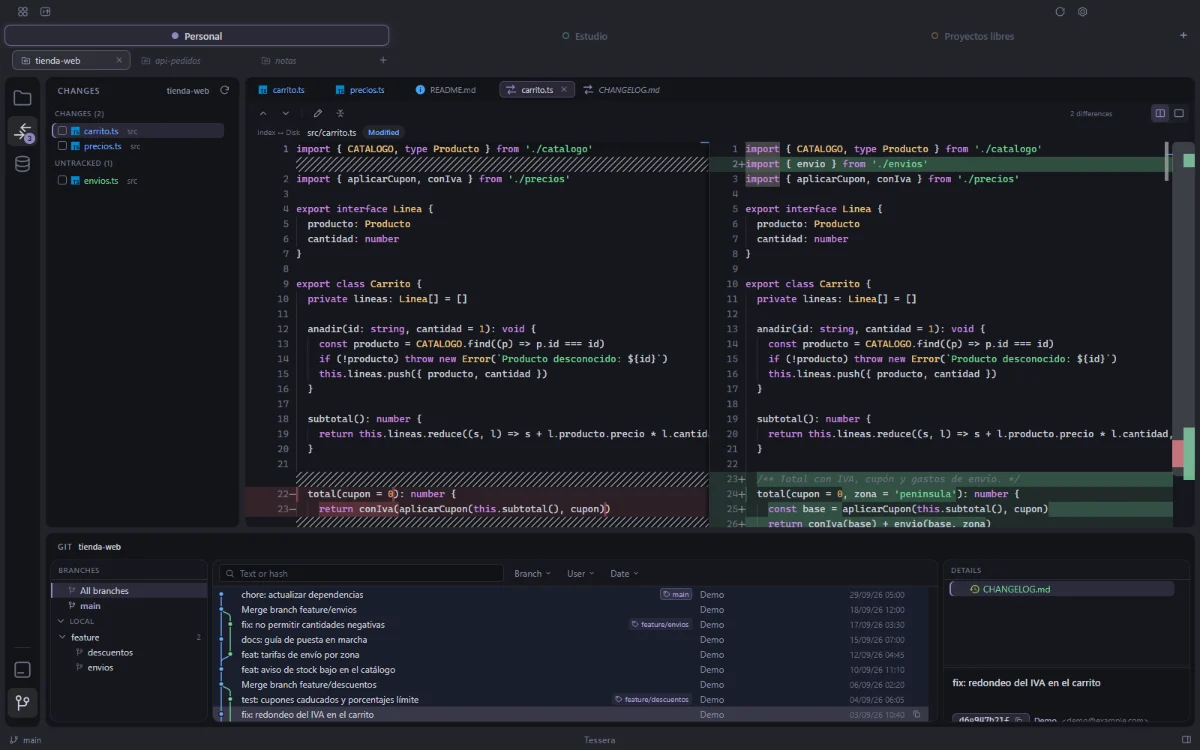 Personal
Estudio
Proyectos libres
tienda-web
api-pedidos
notas
CHANGES
tienda-web
CHANGES (2)
carrito.ts src
precios.ts src
UNTRACKED (1)
envios.ts src
3
carrito.ts
precios.ts
README.md
carrito.ts
CHANGELOG.md
2 differences
Index ↔ Disk src/carrito.ts Modified
1 import { CATALOGO, type Producto } from './catalogo'
2 import { aplicarCupon, conIva } from './precios'
3
4 export interface Linea {
5 producto: Producto
6 cantidad: number
7 }
8
9 export class Carrito {
10 private lineas: Linea[] = []
11
12 anadir(id: string, cantidad = 1): void {
13 const producto = CATALOGO.find((p) => p.id === id)
14 if (!producto) throw new Error(`Producto desconocido: ${id}`)
15 this.lineas.push({ producto, cantidad })
16 }
17
18 subtotal(): number {
19 return this.lineas.reduce((s, l) => s + l.producto.precio * l.cantid
20 }
21
22− total(cupon = 0): number {
23− return conIva(aplicarCupon(this.subtotal(), cupon))
1 import { CATALOGO, type Producto } from './catalogo'
2+ import { envio } from './envios'
3 import { aplicarCupon, conIva } from './precios'
4
5 export interface Linea {
6 producto: Producto
7 cantidad: number
8 }
9
10 export class Carrito {
11 private lineas: Linea[] = []
12
13 anadir(id: string, cantidad = 1): void {
14 const producto = CATALOGO.find((p) => p.id === id)
15 if (!producto) throw new Error(`Producto desconocido: ${id}`)
16 this.lineas.push({ producto, cantidad })
17 }
18
19 subtotal(): number {
20 return this.lineas.reduce((s, l) => s + l.producto.precio * l.cantidad,
21 }
22
23+ /** Total con IVA, cupón y gastos de envío. */
24+ total(cupon = 0, zona = 'peninsula'): number {
25+ const base = aplicarCupon(this.subtotal(), cupon)
26+ return conIva(base) + envio(base, zona)
GIT tienda-web
BRANCHES
All branches
main
LOCAL
feature 2
descuentos
envios
Text or hash
Branch
User
Date
chore: actualizar dependencias main Demo 29/09/26 05:00
Merge branch feature/envios Demo 18/09/26 12:00
fix: no permitir cantidades negativas feature/envios Demo 17/09/26 03:30
docs: guía de puesta en marcha Demo 15/09/26 07:00
feat: tarifas de envío por zona Demo 12/09/26 04:45
feat: aviso de stock bajo en el catálogo Demo 10/09/26 11:10
Merge branch feature/descuentos Demo 06/09/26 02:20
test: cupones caducados y porcentajes límite feature/descuentos Demo 04/09/26 06:05
fix: redondeo del IVA en el carrito Demo 03/09/26 10:40
DETAILS
CHANGELOG.md
fix: redondeo del IVA en el carrito
Demo <demo@example.com>
main
Tessera